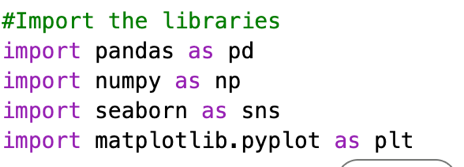 #Import the libraries
import pandas as pd
import numpy as np
import seaborn as sns
import matplotlib.pyplot as plt